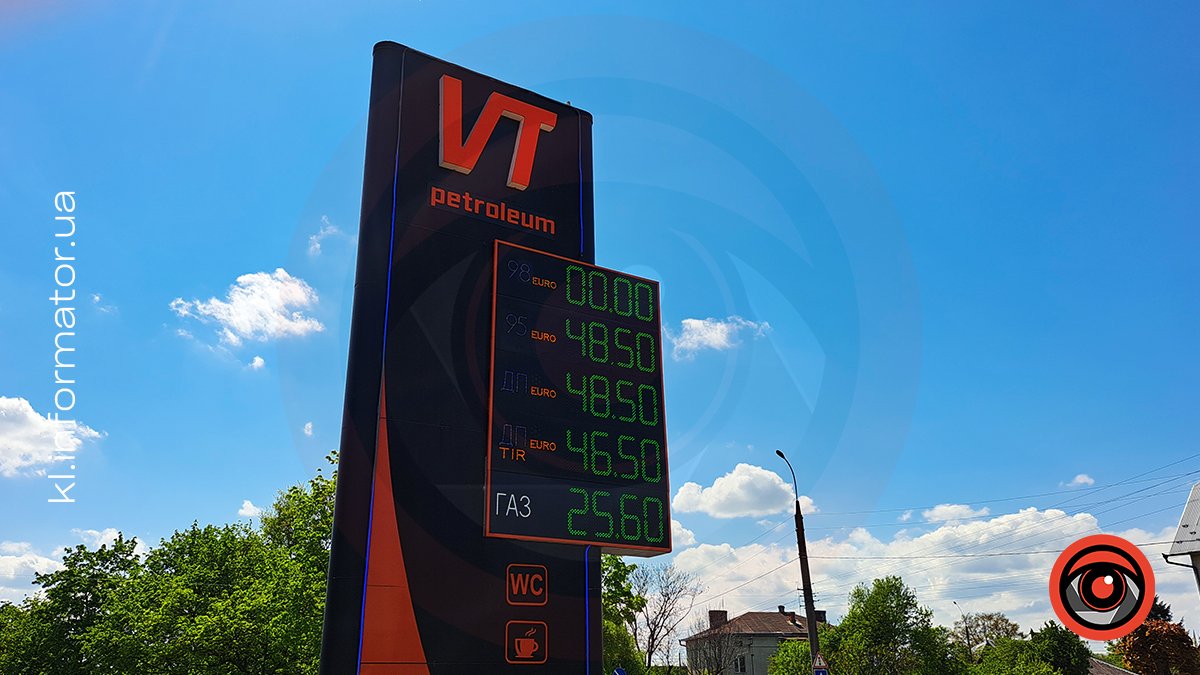 VT
petroleum
98 EURO 00.00
95 EURO 48.50
ДП EURO 48.50
ДП EURO 46.50
TIR
ГАЗ 25.60
WC
kl.informator.ua